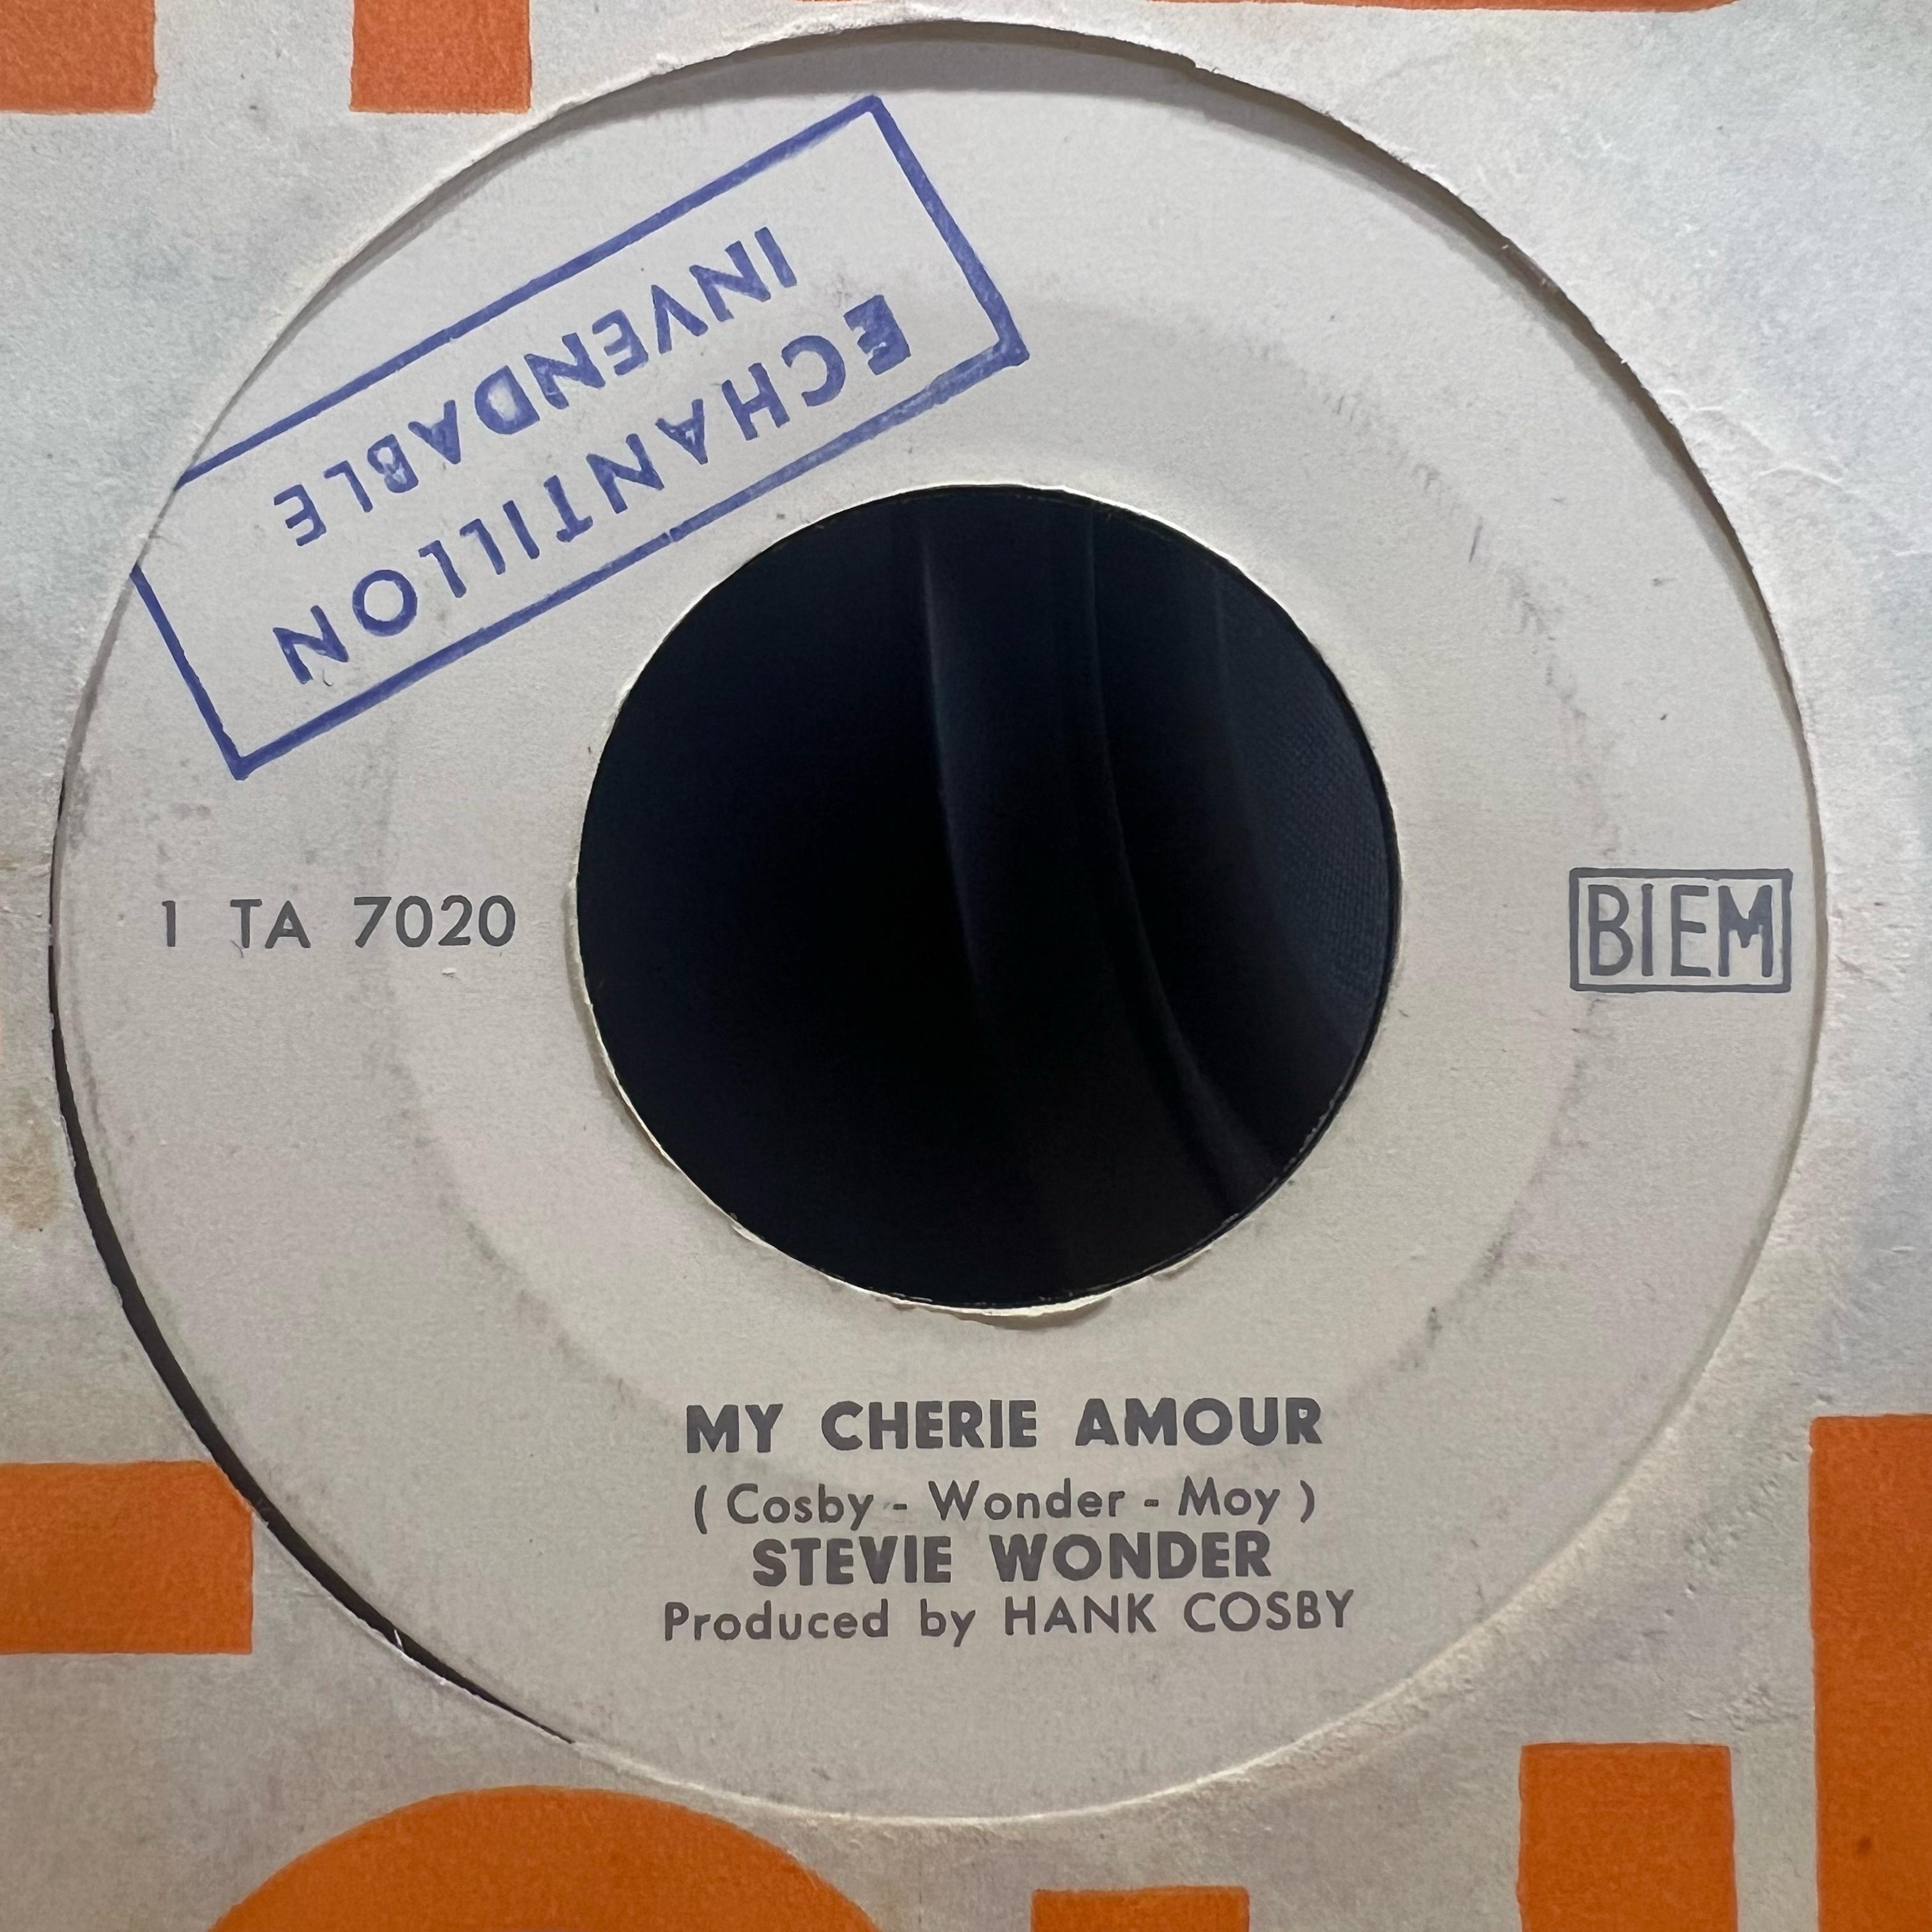 ECHANTILLON
INVENDABLE
1 TA 7020
BIEM
MY CHERIE AMOUR
( Cosby - Wonder - Moy )
STEVIE WONDER
Produced by HANK COSBY